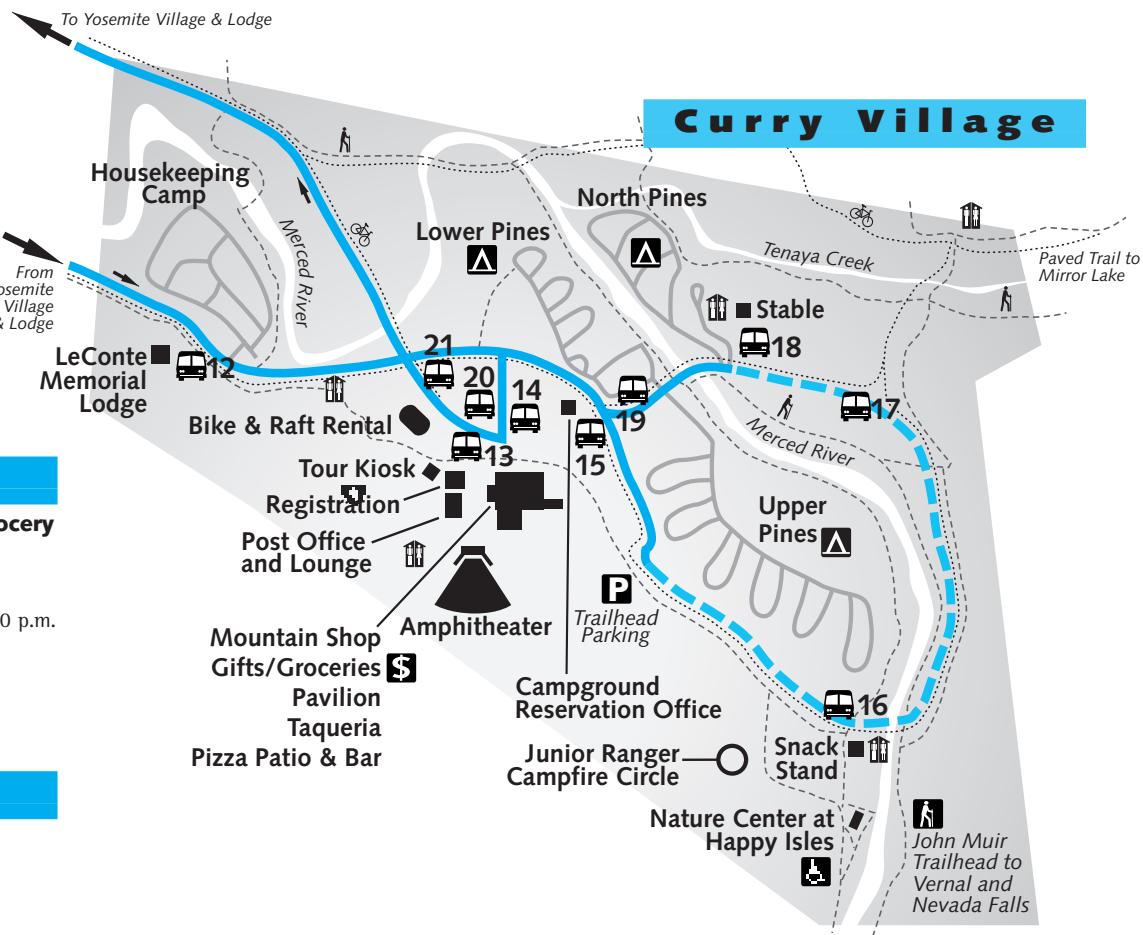 To Yosemite Village & Lodge
Curry Village
Housekeeping
Camp
North Pines
Lower Pines
Merced River
Tenaya Creek
Paved Trail to
Mirror Lake
From
Yosemite
Village
& Lodge
Stable
18
LeConte
Memorial
Lodge
12
21
20
14
19
17
Bike & Raft Rental
13
15
Merced River
Tour Kiosk
Registration
Post Office
and Lounge
Upper
Pines
ocery
0 p.m.
P
Trailhead
Parking
Amphitheater
Mountain Shop
Gifts/Groceries $
Pavilion
Taqueria
Pizza Patio & Bar
Campground
Reservation Office
16
Junior Ranger
Campfire Circle
Snack
Stand
Nature Center at
Happy Isles
John Muir
Trailhead to
Vernal and
Nevada Falls